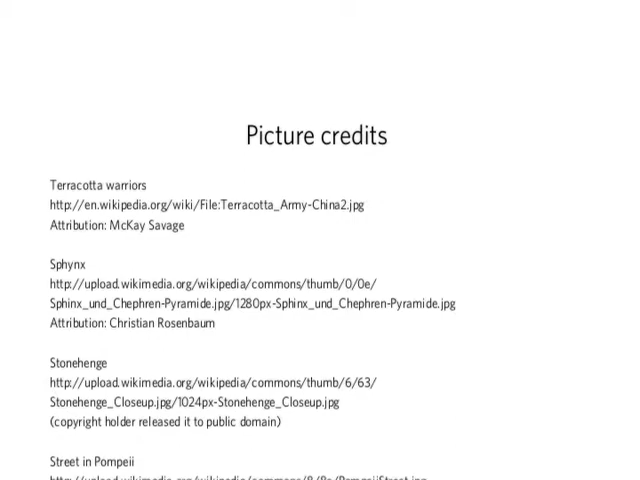 Picture credits
Terracotta warriors
http://en.wikipedia.org/wiki/File:Terracotta_Army-China2.jpg
Attribution: McKay Savage
Sphynx
http://upload.wikimedia.org/wikipedia/commons/thumb/0/0e/
Sphinx_und_Chephren-Pyramide.jpg/1280px-Sphinx_und_Chephren-Pyramide.jpg
Attribution: Christian Rosenbaum
Stonehenge
http://upload.wikimedia.org/wikipedia/commons/thumb/6/63/
Stonehenge_Closeup.jpg/1024px-Stonehenge_Closeup.jpg
(copyright holder released it to public domain)
Street in Pompeii